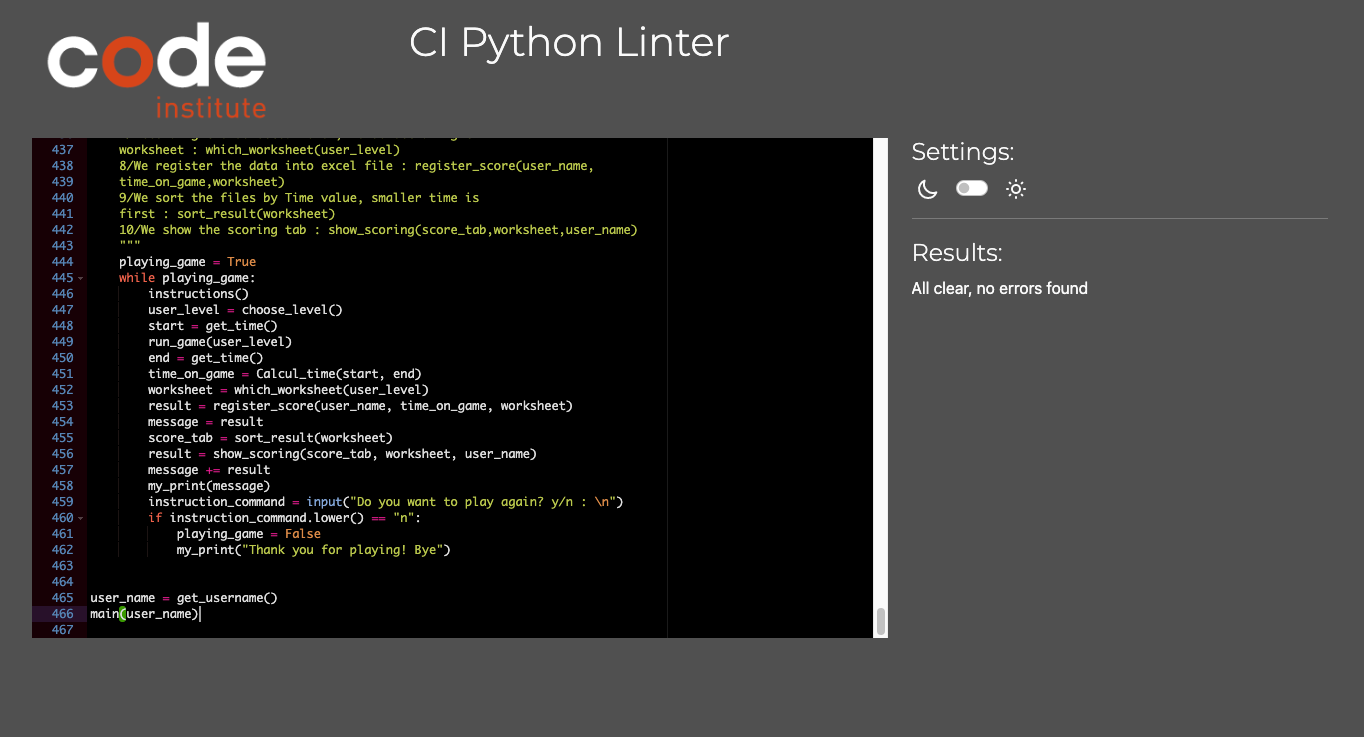 code
institute
CI Python Linter
437 worksheet : which_worksheet(user_level)
438 8/We register the data into excel file : register_score(user_name,
439 time_on_game,worksheet)
440 9/We sort the files by Time value, smaller time is
441 first : sort_result(worksheet)
442 10/We show the scoring tab : show_scoring(score_tab,worksheet,user_name)
443 """
444 playing_game = True
445 while playing_game:
446 instructions()
447 user_level = choose_level()
448 start = get_time()
449 run_game(user_level)
450 end = get_time()
451 time_on_game = Calcul_time(start, end)
452 worksheet = which_worksheet(user_level)
453 result = register_score(user_name, time_on_game, worksheet)
454 message = result
455 score_tab = sort_result(worksheet)
456 result = show_scoring(score_tab, worksheet, user_name)
457 message += result
458 my_print(message)
459 instruction_command = input("Do you want to play again? y/n : \n")
460 if instruction_command.lower() == "n":
461 playing_game = False
462 my_print("Thank you for playing! Bye")
463
464
465 user_name = get_username()
466 main(user_name)
467
Settings:
Results:
All clear, no errors found